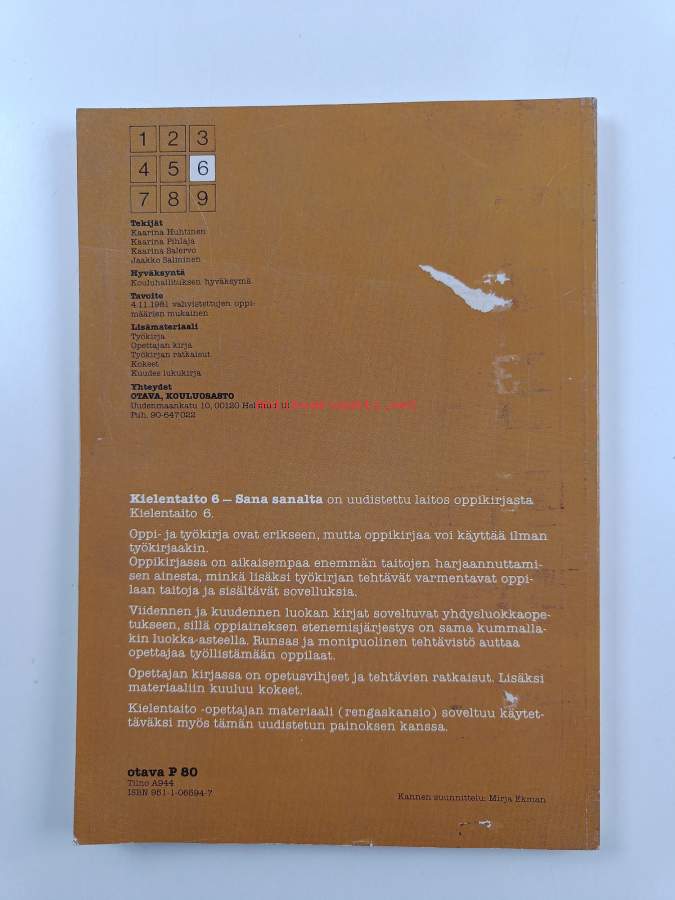 1 2 3
4 5 6
7 8 9
Tekijät
Kaarina Huhtinen
Kaarina Pihlaja
Kaarina Salervo
Jaakko Salminen
Hyväksyntä
Kouluhallituksen hyväksymä
Tavoite
4.11.1981 vahvistettujen oppi-
määrien mukainen
Lisämateriaali
Työkirja
Opettajan kirja
Työkirjan ratkaisut
Kokeet
Kuudes lukukirja
Yhteydet
OTAVA, KOULUOSASTO
Uudenmaankatu 10, 00120
Puh. 90-647022
Kielentaito 6 – Sana sanalta on uudistettu laitos oppikirjasta
Kielentaito 6.
Oppi- ja työkirja ovat erikseen, mutta oppikirjaa voi käyttää ilman
työkirjaakin.
Oppikirjassa on aikaisempaa enemmän taitojen harjaannuttami-
sen ainesta, minkä lisäksi työkirjan tehtävät varmentavat oppi-
laan taitoja ja sisältävät sovelluksia.
Viidennen ja kuudennen luokan kirjat soveltuvat yhdysluokkaope-
tukseen, sillä oppiaineksen etenemisjärjestys on sama kummalla-
kin luokka-asteella. Runsas ja monipuolinen tehtävistö auttaa
opettajaa työllistämään oppilaat.
Opettajan kirjassa on opetusvihjeet ja tehtävien ratkaisut. Lisäksi
materiaaliin kuuluu kokeet.
Kielentaito -opettajan materiaali (rengaskansio) soveltuu käytet-
täväksi myös tämän uudistetun painoksen kanssa.
otava P 80
Tilno A944
ISBN 951-1-06594-7
Kannen suunnittelu: Mirja Ekman